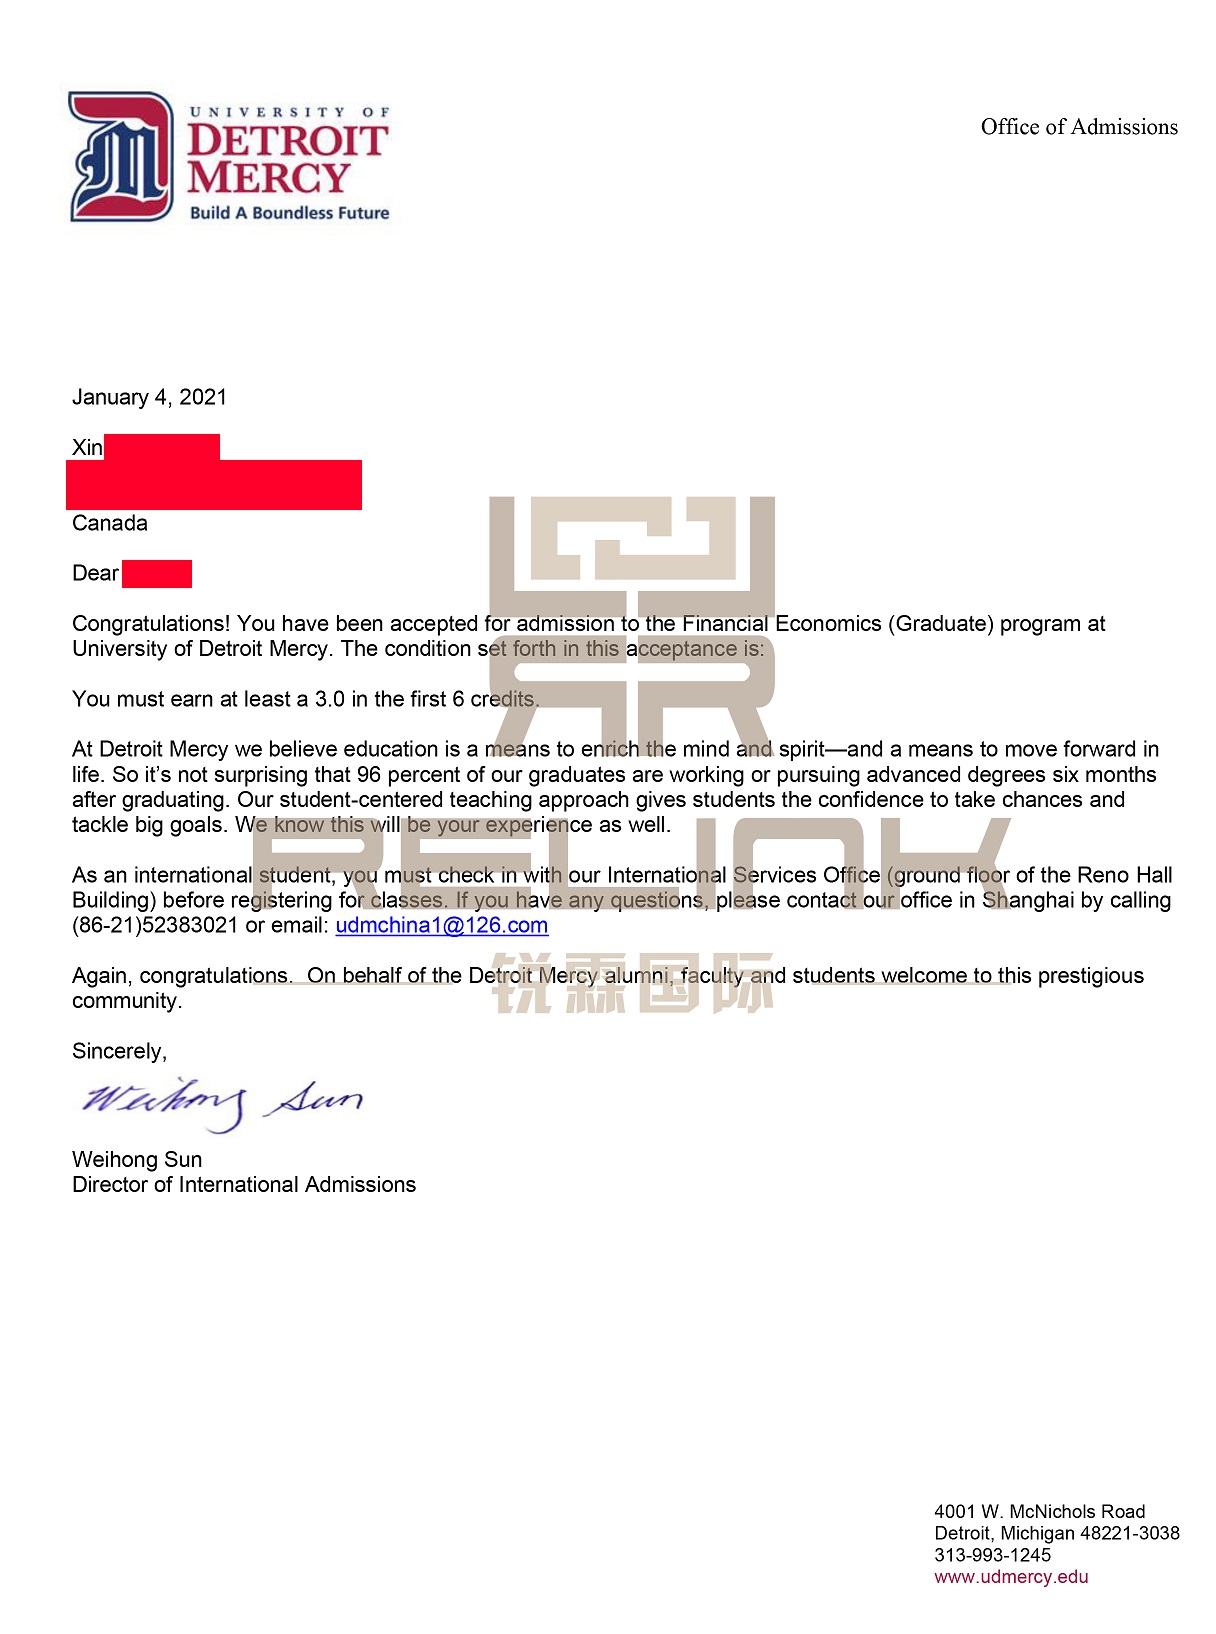 UNIVERSITY OF
DETROIT
MERCY
Build A Boundless Future
Office of Admissions
January 4, 2021
Xin
Canada
Dear
Congratulations! You have been accepted for admission to the Financial Economics (Graduate) program at
University of Detroit Mercy. The condition set forth in this acceptance is:
You must earn at least a 3.0 in the first 6 credits.
At Detroit Mercy we believe education is a means to enrich the mind and spirit—and a means to move forward in
life. So it’s not surprising that 96 percent of our graduates are working or pursuing advanced degrees six months
after graduating. Our student-centered teaching approach gives students the confidence to take chances and
tackle big goals. We know this will be your experience as well.
RELINK
As an international student, you must check in with our International Services Office (ground floor of the Reno Hall
Building) before registering for classes. If you have any questions, please contact our office in Shanghai by calling
(86-21)52383021 or email: udmchina1@126.com
锐霖国际
Again, congratulations.  On behalf of the Detroit Mercy alumni, faculty and students welcome to this prestigious
community.
Sincerely,
Weihong Sun
Weihong Sun
Director of International Admissions
4001 W. McNichols Road
Detroit, Michigan 48221-3038
313-993-1245
www.udmercy.edu